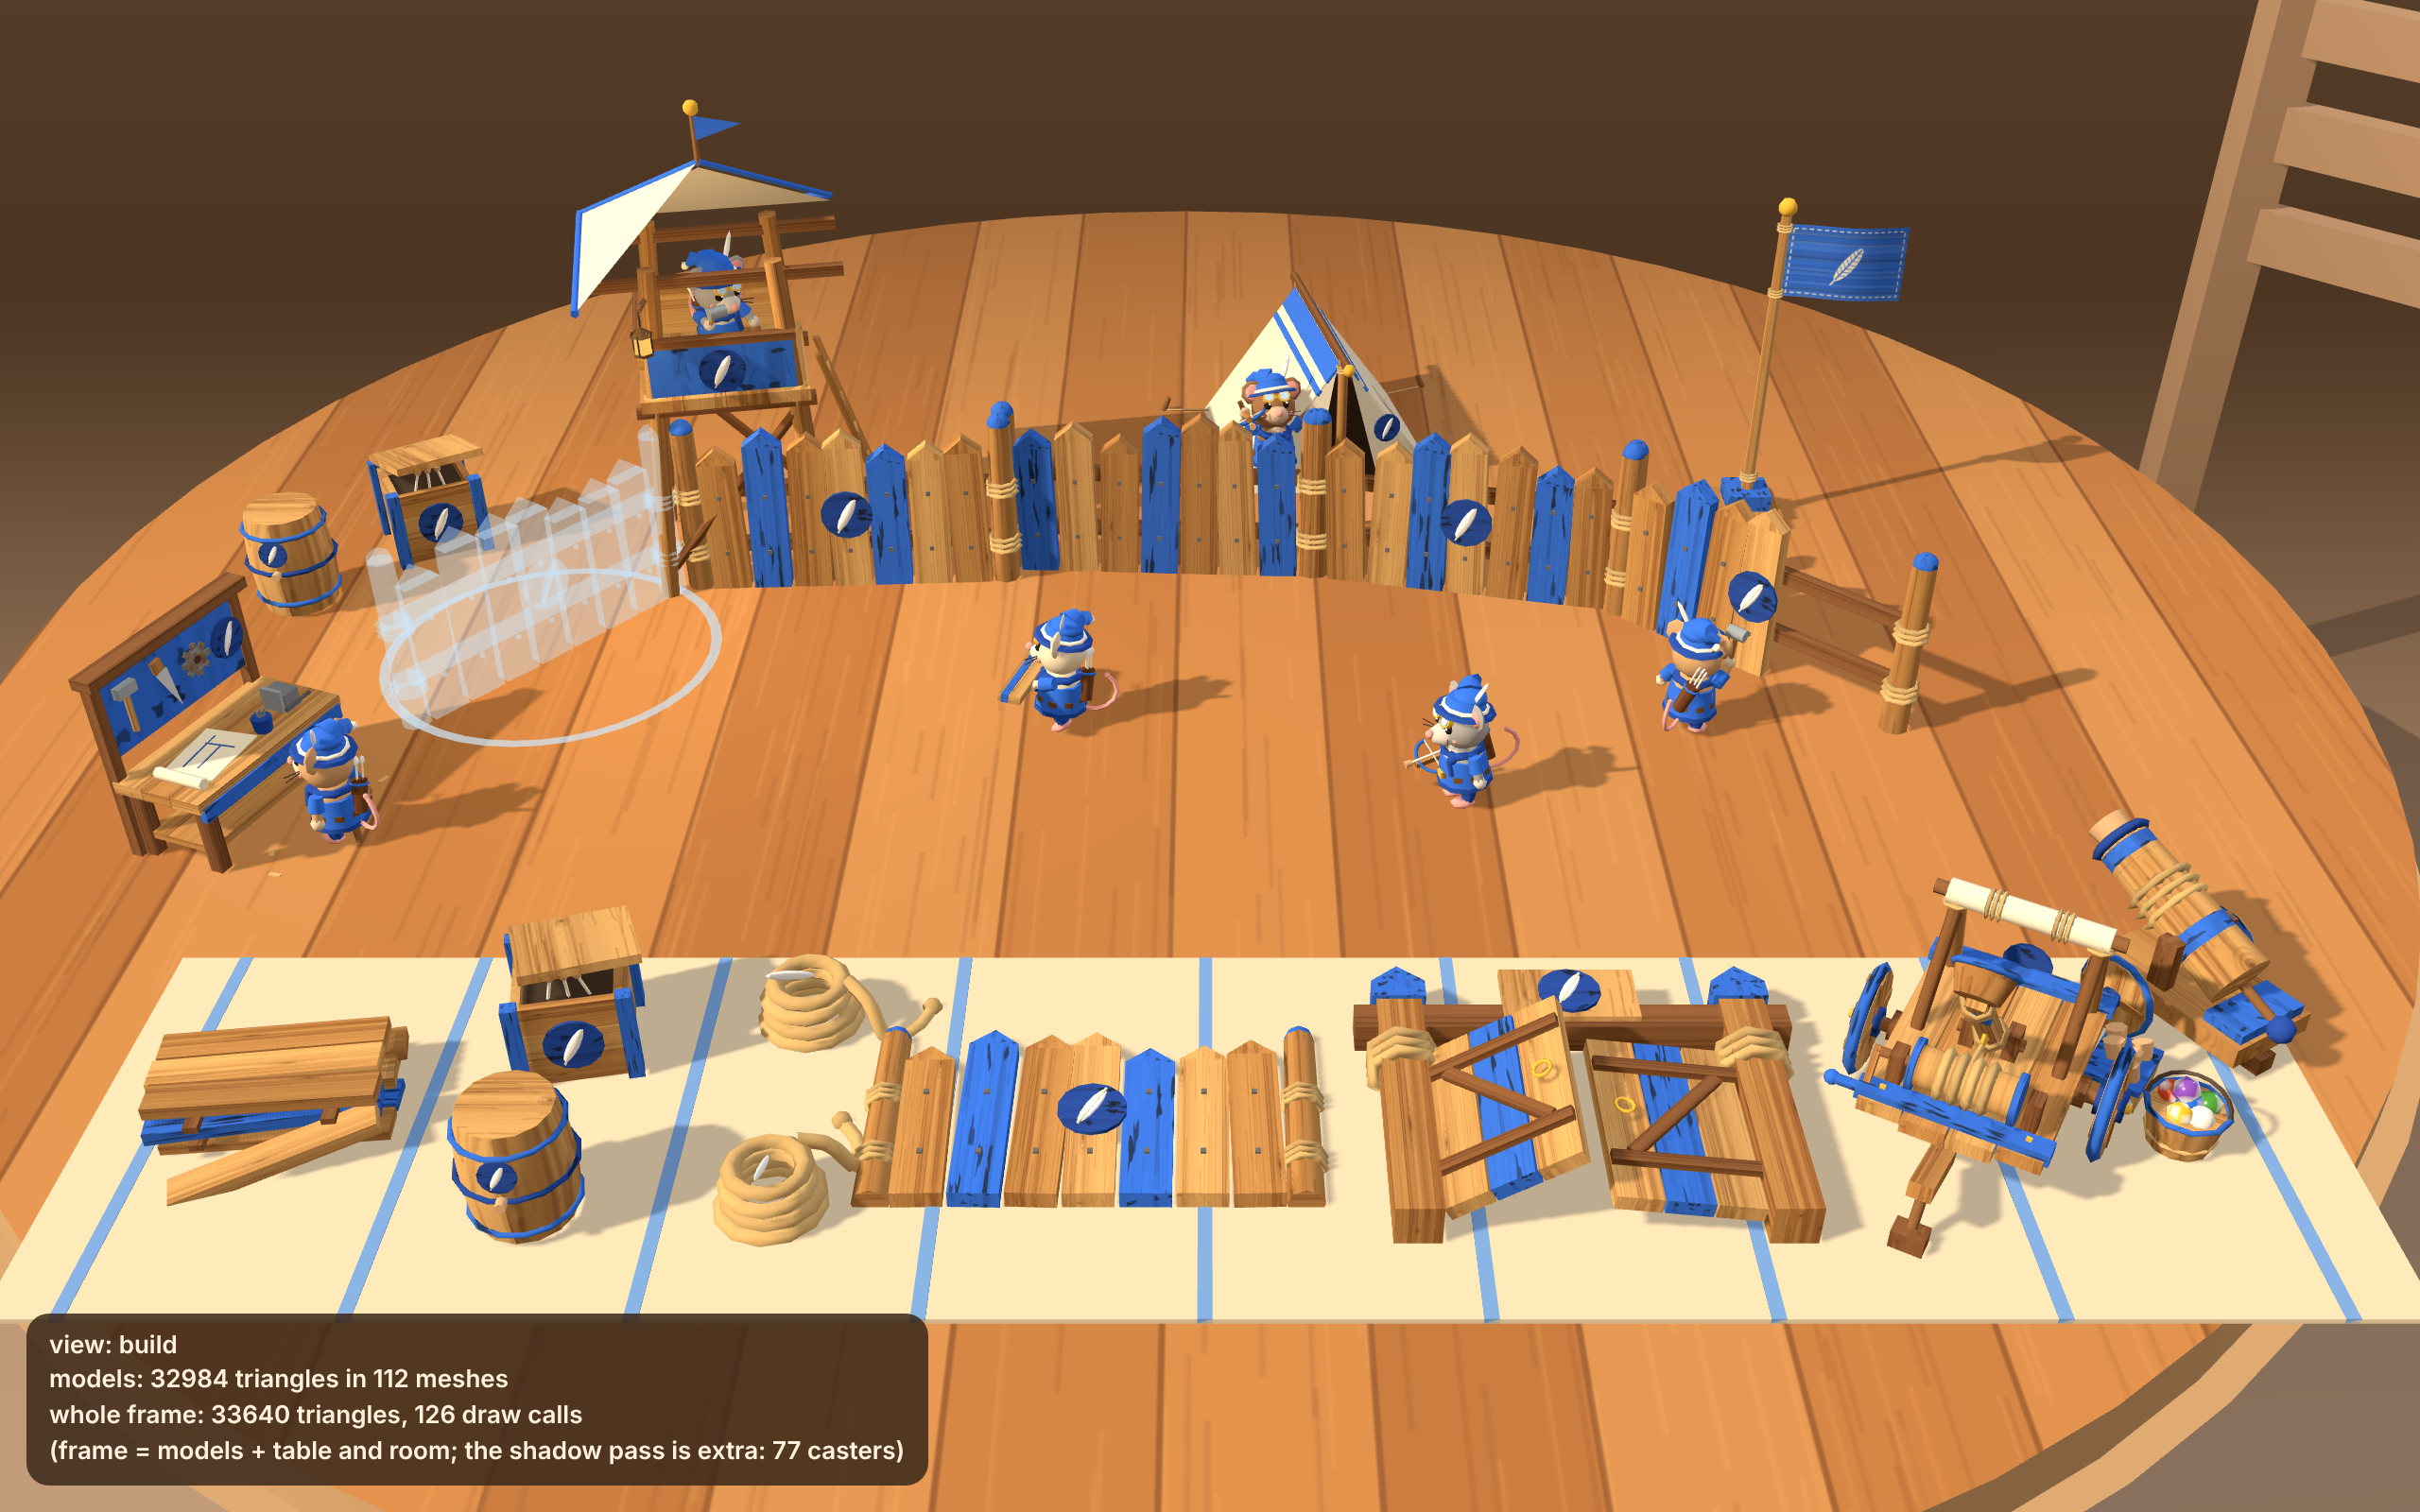 view: build
models: 32984 triangles in 112 meshes
whole frame: 33640 triangles, 126 draw calls
(frame = models + table and room; the shadow pass is extra: 77 casters)